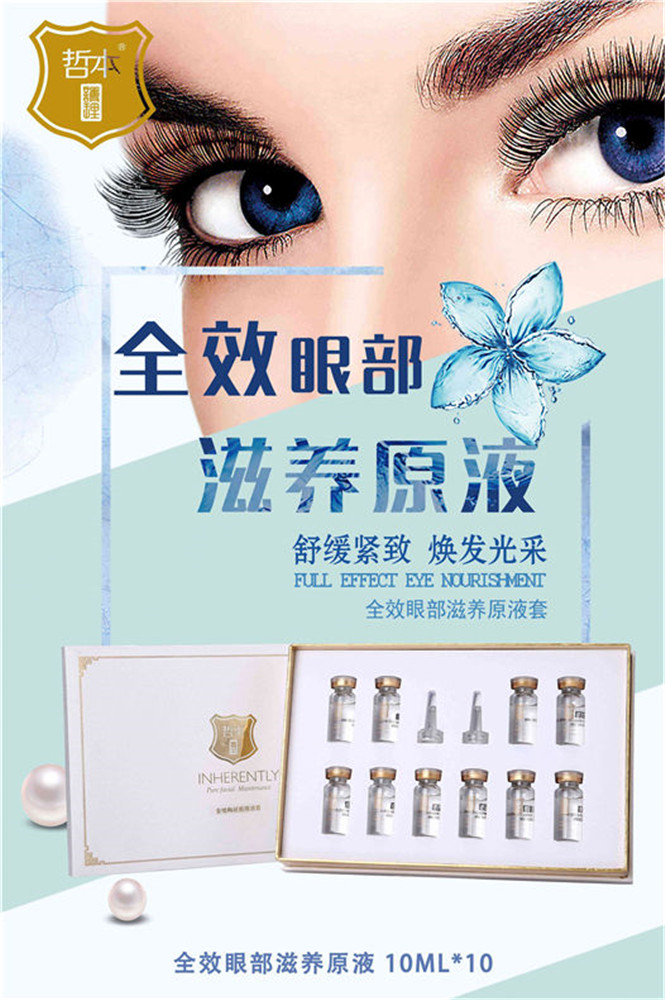 哲本®
全效眼部
滋养原液
舒缓紧致 焕发光采
FULL EFFECT EYE NOURISHMENT
全效眼部滋养原液套
哲本
INHERENTLY
Pure facial Maintenance
全效眼部滋养原液 10ML*10